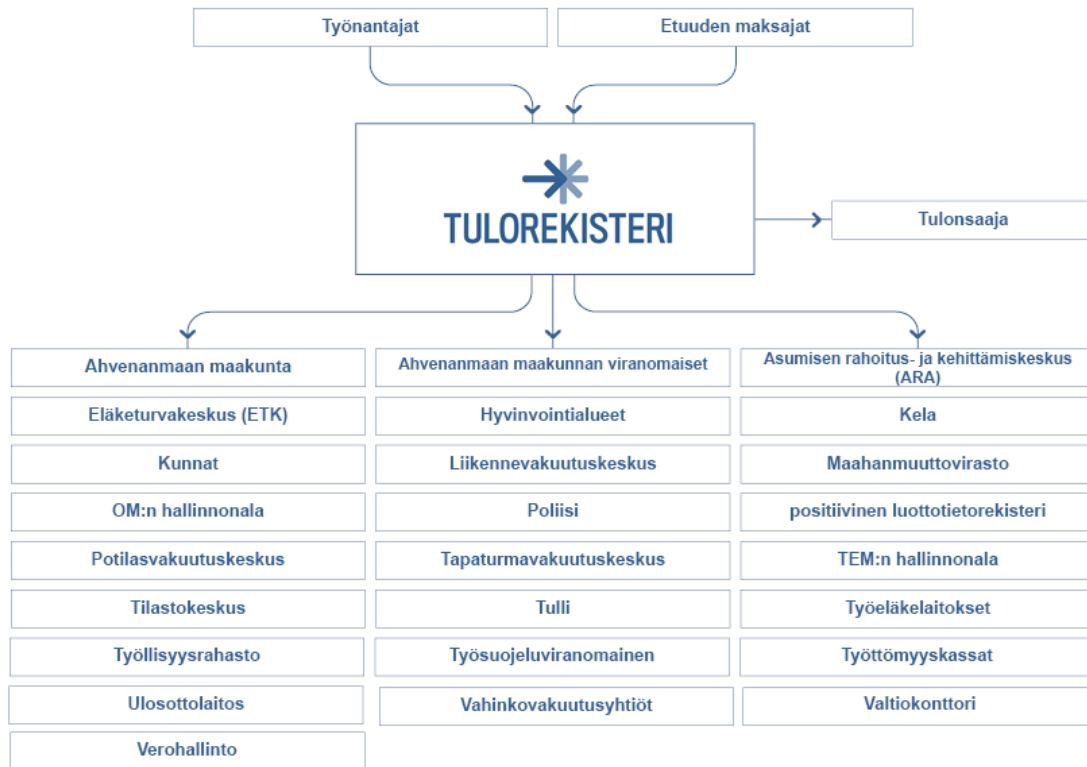 Työnantajat
Etuuden maksajat
TULOREKISTERI
Tulonsaaja
Ahvenanmaan maakunta
Ahvenanmaan maakunnan viranomaiset
Asumisen rahoitus- ja kehittämiskeskus
(ARA)
Eläketurvakeskus (ETK)
Hyvinvointialueet
Kela
Kunnat
Liikennevakuutuskeskus
Maahanmuuttovirasto
OM:n hallinnonala
Poliisi
positiivinen luottotietorekisteri
Potilasvakuutuskeskus
Tapaturmavakuutuskeskus
TEM:n hallinnonala
Tilastokeskus
Tulli
Työeläkelaitokset
Työllisyysrahasto
Työsuojeluviranomainen
Työttömyyskassat
Ulosottolaitos
Vahinkovakuutusyhtiöt
Valtiokonttori
Verohallinto